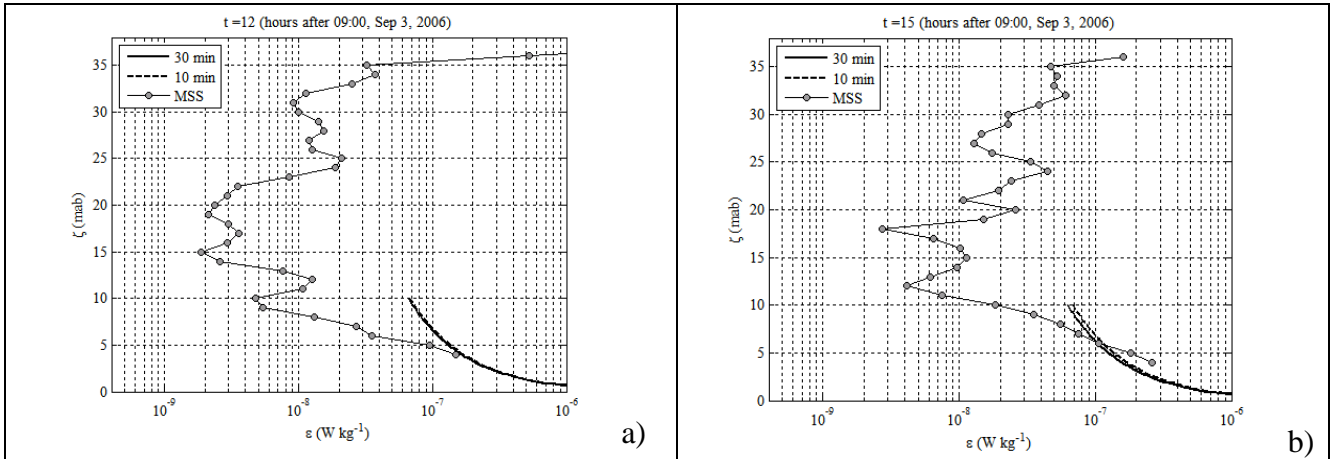 t =12 (hours after 09:00, Sep 3, 2006)
30 min
10 min
MSS
35
30
25
20
15
10
5
0
ζ (mab)
10^-9
10^-8
10^-7
10^-6
ε (W kg^-1)
a)
t =15 (hours after 09:00, Sep 3, 2006)
30 min
10 min
MSS
35
30
25
20
15
10
5
0
ζ (mab)
10^-9
10^-8
10^-7
10^-6
ε (W kg^-1)
b)